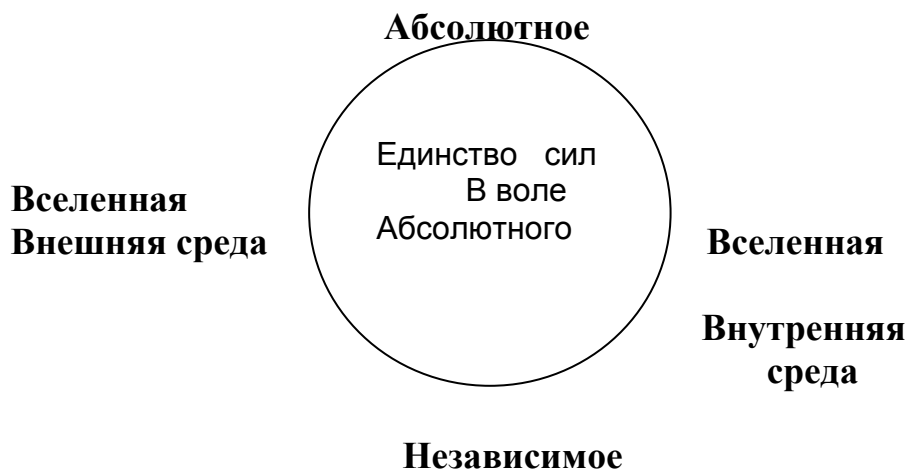 Абсолютное
Единство сил
В воле
Абсолютного
Вселенная
Внешняя среда
Вселенная
Внутренняя
среда
Независимое